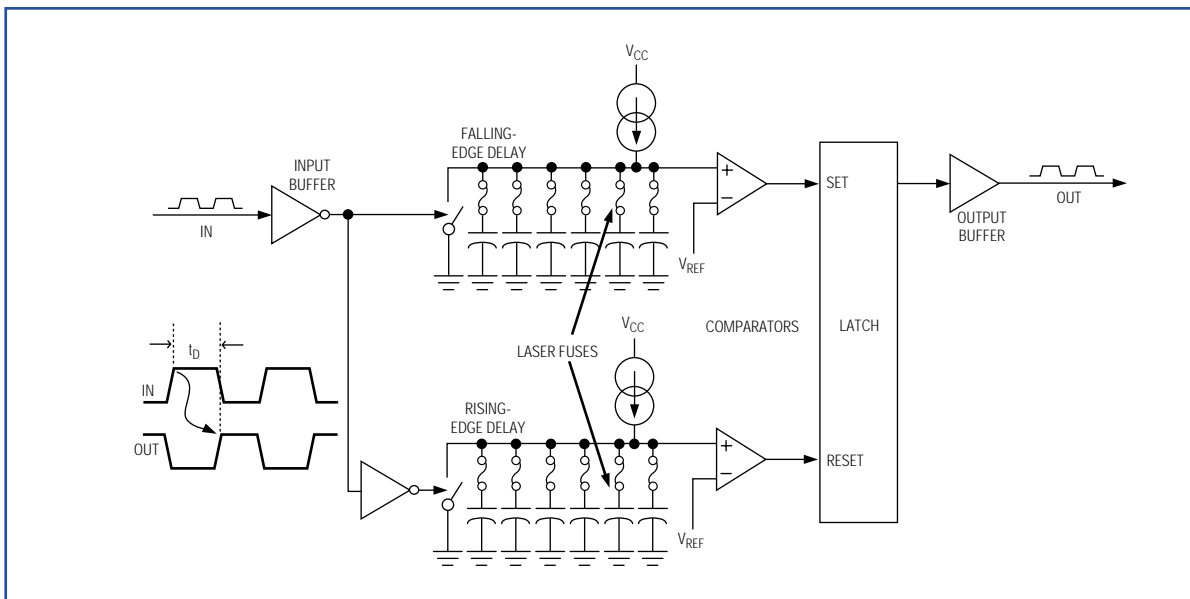 VCC
FALLING-
EDGE DELAY
INPUT
BUFFER
IN
SET
OUTPUT
BUFFER
OUT
VREF
VCC
COMPARATORS
LATCH
LASER FUSES
tD
IN
OUT
RISING-
EDGE DELAY
RESET
VREF